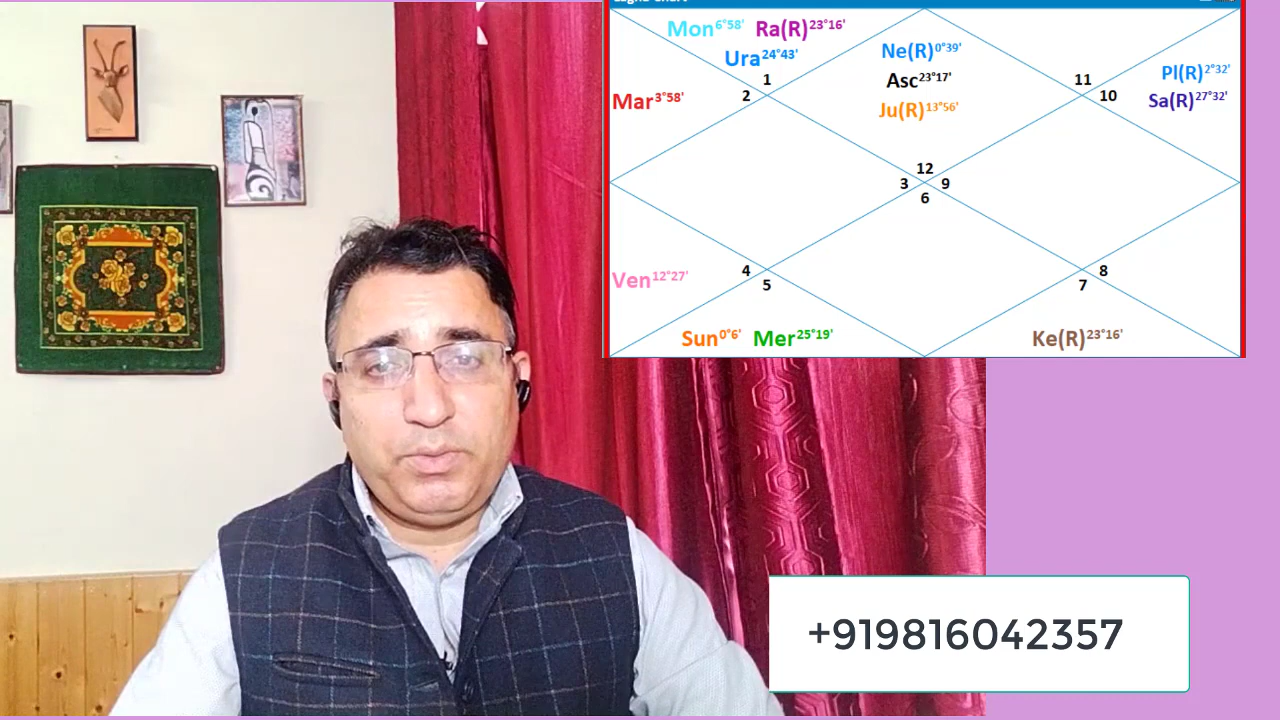 Mon6°58' Ra(R)23°16'
Ura24°43'
Ne(R)0°39'
Asc23°17'
Ju(R)13°56'
Pl(R)2°32'
Sa(R)27°32'
Mar3°58'
1
2
11
10
12
3 9
6
4
5
8
7
Ven12°27'
Sun0°6' Mer25°19'
Ke(R)23°16'
+919816042357